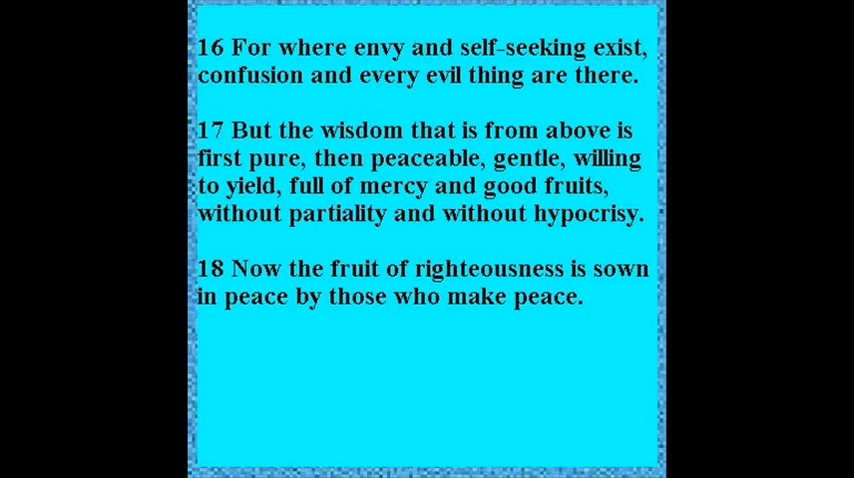 16 For where envy and self-seeking exist,
confusion and every evil thing are there.
17 But the wisdom that is from above is
first pure, then peaceable, gentle, willing
to yield, full of mercy and good fruits,
without partiality and without hypocrisy.
18 Now the fruit of righteousness is sown
in peace by those who make peace.